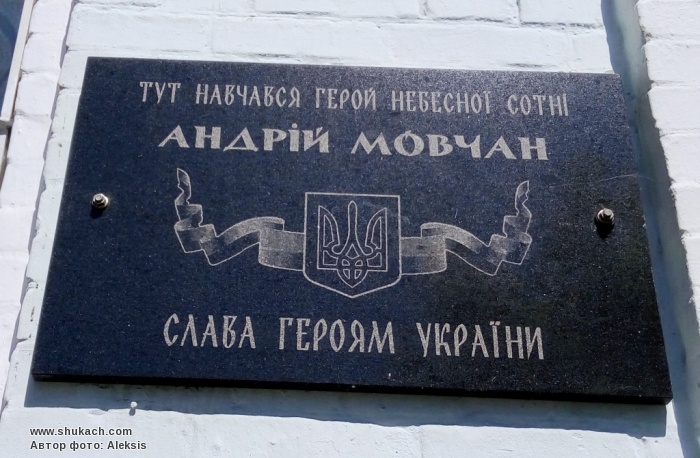 ТУТ НАВЧАВСЯ ГЕРОЙ НЕБЕСНОЇ СОТНІ
АНДРІЙ МОВЧАН
СЛАВА ГЕРОЯМ УКРАЇНИ
www.shukach.com
Автор фото: Aleksis